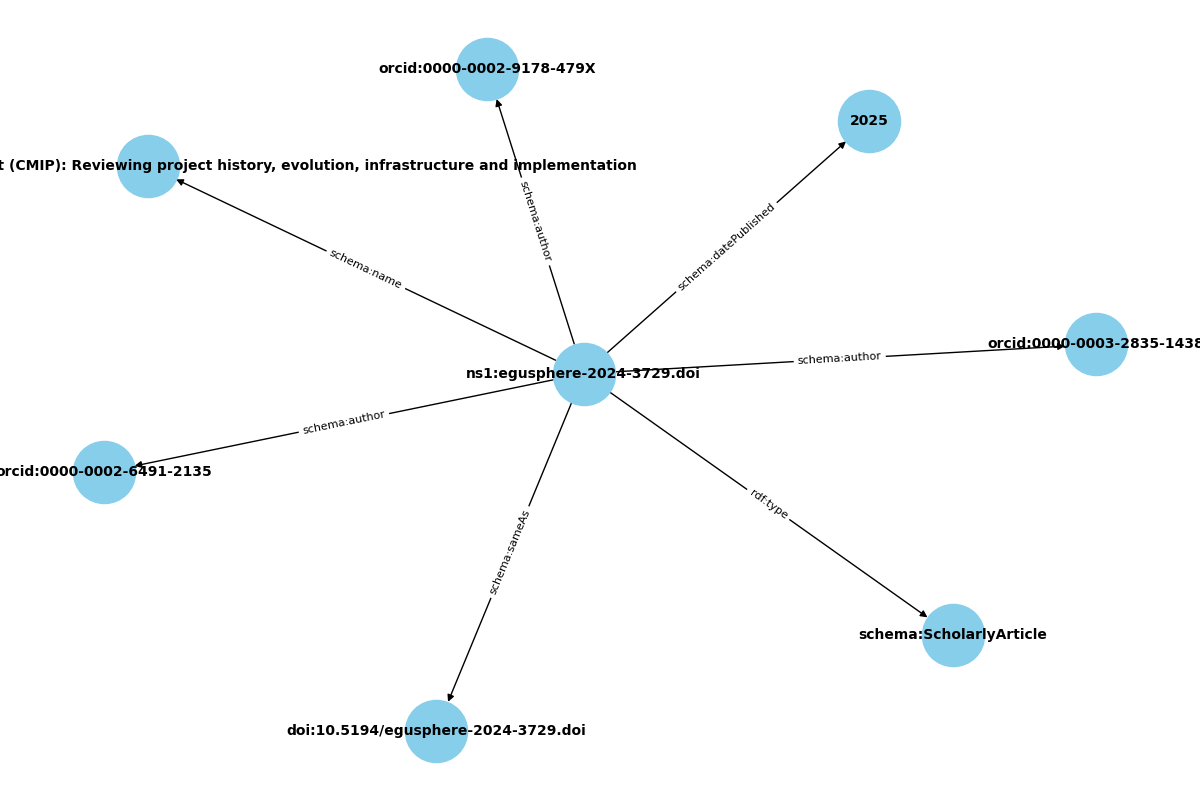 orcid:0000-0002-9178-479X
2025
t (CMIP): Reviewing project history, evolution, infrastructure and implementation
schema:author
schema:datePublished
schema:name
orcid:0000-0003-2835-1438
schema:author
ns1:egusphere-2024-3729.doi
schema:author
orcid:0000-0002-6491-2135
rdf:type
schema:sameAs
schema:ScholarlyArticle
doi:10.5194/egusphere-2024-3729.doi